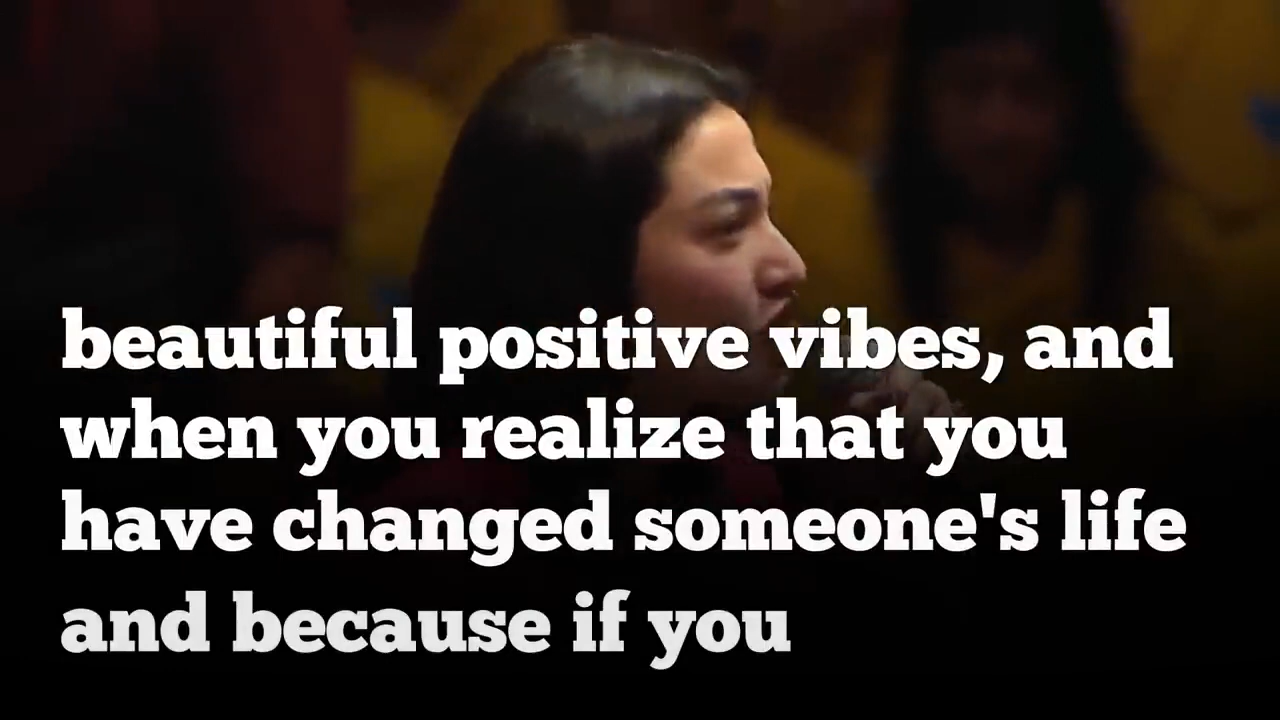 beautiful positive vibes, and
when you realize that you
have changed someone's life
and because if you